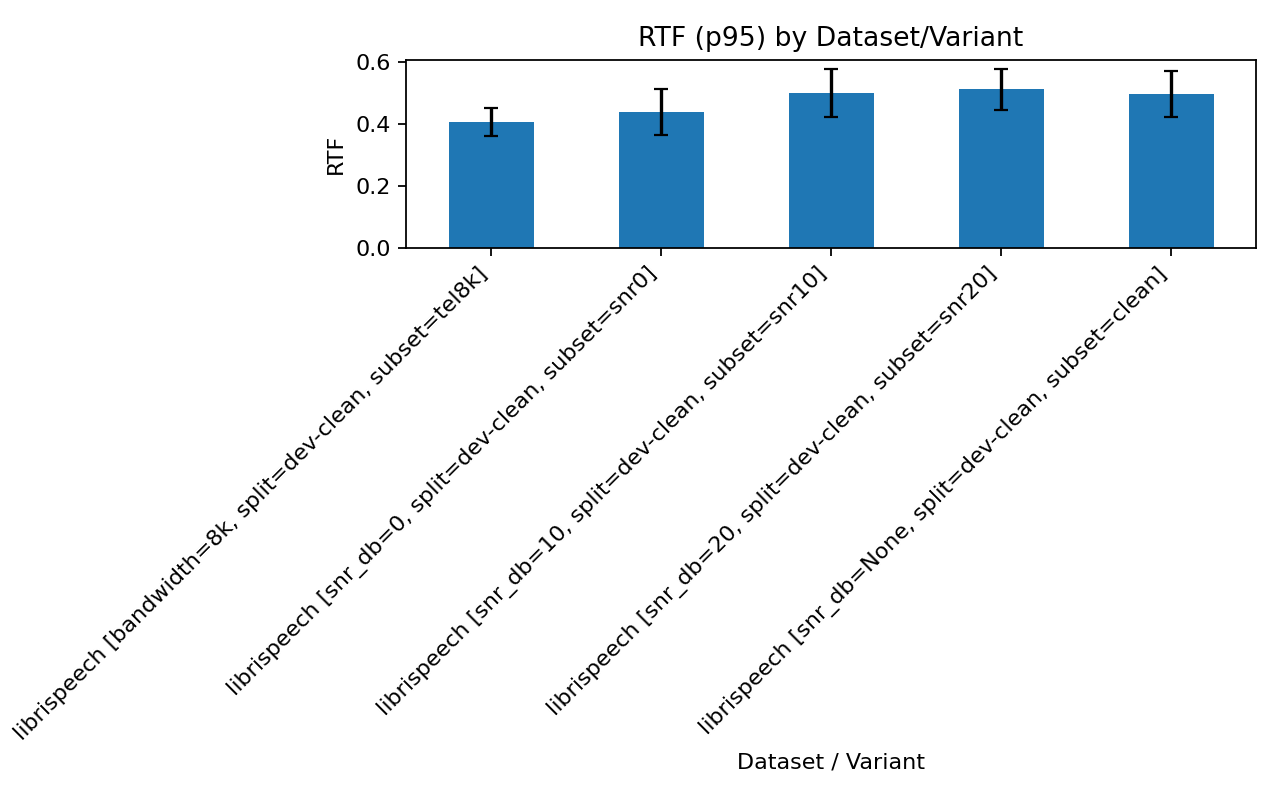 RTF (p95) by Dataset/Variant
RTF
0.6
0.4
0.2
0.0
librispeech [bandwidth=8k, split=dev-clean, subset=tel8k]
librispeech [snr_db=0, split=dev-clean, subset=snr0]
librispeech [snr_db=10, split=dev-clean, subset=snr10]
librispeech [snr_db=20, split=dev-clean, subset=snr20]
librispeech [snr_db=None, split=dev-clean, subset=clean]
Dataset / Variant